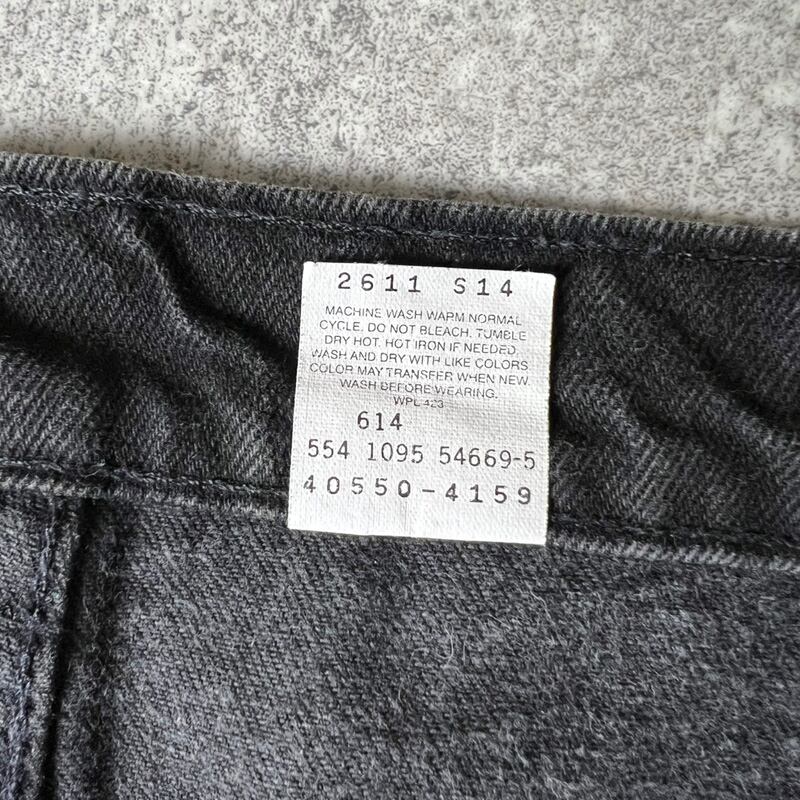 2611 S14
MACHINE WASH WARM NORMAL
CYCLE. DO NOT BLEACH. TUMBLE
DRY HOT. HOT IRON IF NEEDED.
WASH AND DRY WITH LIKE COLORS.
COLOR MAY TRANSFER WHEN NEW.
WASH BEFORE WEARING.
WPL 423
614
554 1095 54669-5
40550-4159